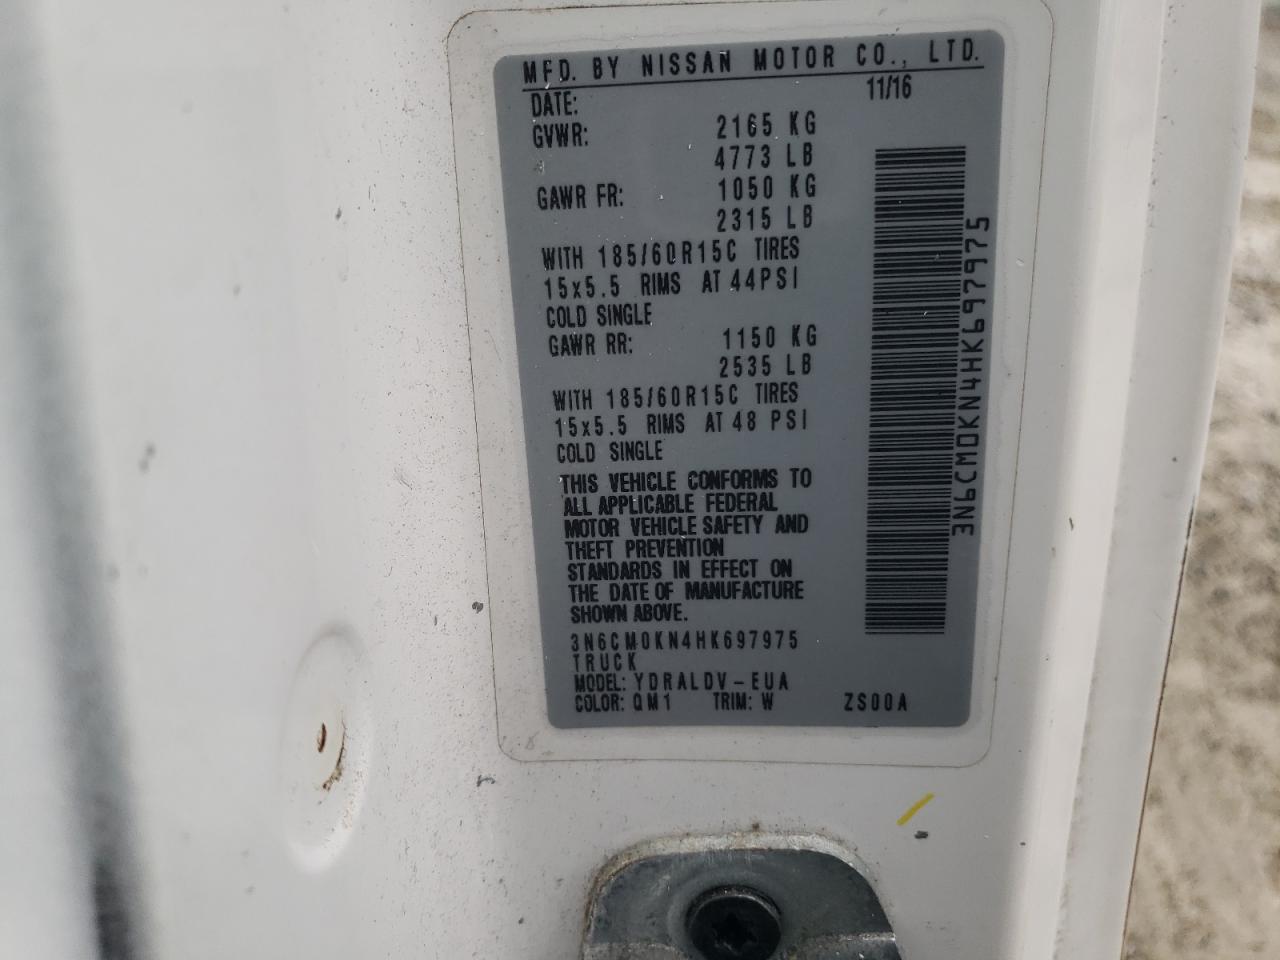 MFD. BY NISSAN MOTOR CO., LTD.
DATE: 11/16
GVWR: 2165 KG
4773 LB
GAWR FR: 1050 KG
2315 LB
WITH 185/60R15C TIRES
15x5.5 RIMS AT 44PSI
COLD SINGLE
GAWR RR: 1150 KG
2535 LB
WITH 185/60R15C TIRES
15x5.5 RIMS AT 48 PSI
COLD SINGLE
THIS VEHICLE CONFORMS TO
ALL APPLICABLE FEDERAL
MOTOR VEHICLE SAFETY AND
THEFT PREVENTION
STANDARDS IN EFFECT ON
THE DATE OF MANUFACTURE
SHOWN ABOVE.
3N6CM0KN4HK697975
TRUCK
MODEL: YDRALDV-EUA
COLOR: QM1 TRIM: W ZS00A
3N6CM0KN4HK697975